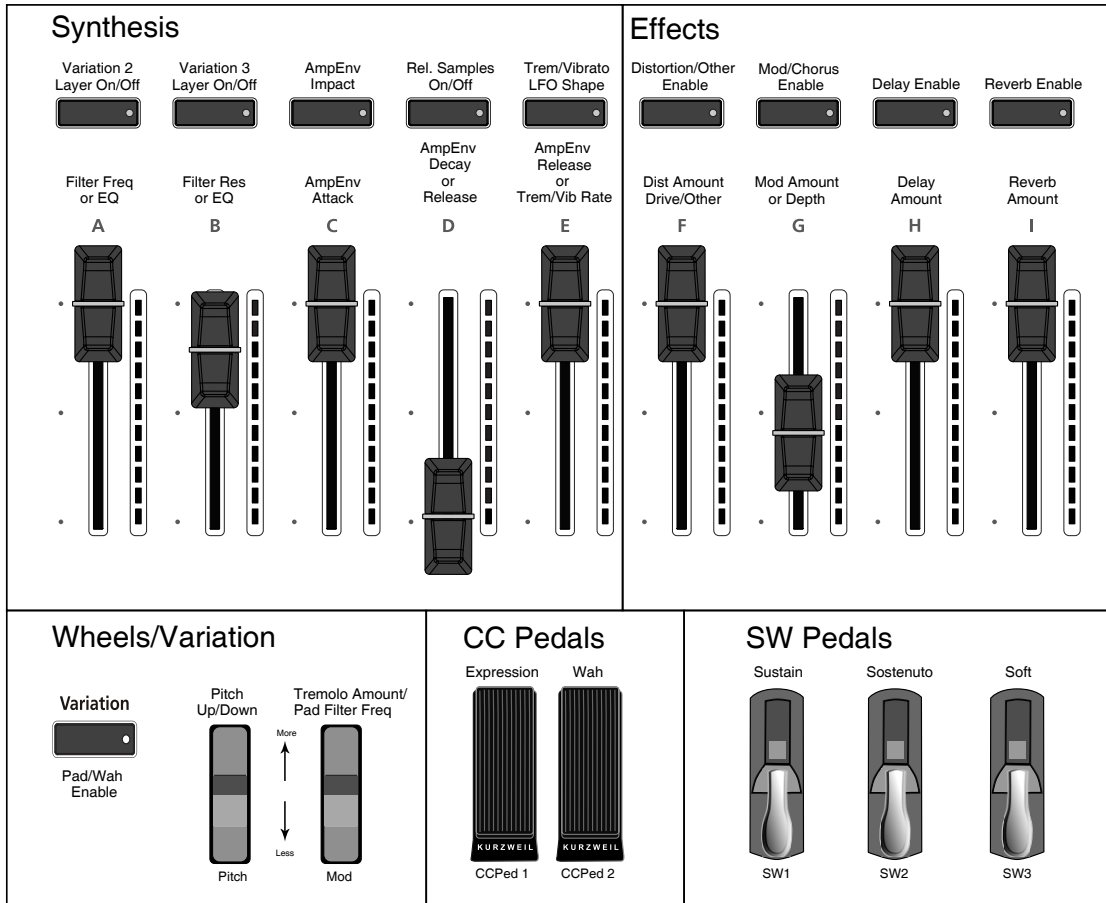 Synthesis
Effects
Variation 2
Layer On/Off
Variation 3
Layer On/Off
AmpEnv
Impact
Rel. Samples
On/Off
Trem/Vibrato
LFO Shape
Distortion/Other
Enable
Mod/Chorus
Enable
Delay Enable
Reverb Enable
Filter Freq
or EQ
Filter Res
or EQ
AmpEnv
Attack
AmpEnv
Decay
or
Release
AmpEnv
Release
or
Trem/Vib Rate
Dist Amount
Drive/Other
Mod Amount
or Depth
Delay
Amount
Reverb
Amount
A
B
C
D
E
F
G
H
I
Wheels/Variation
Variation
Pad/Wah
Enable
Pitch
Up/Down
Tremolo Amount/
Pad Filter Freq
More
Less
Pitch
Mod
CC Pedals
Expression
Wah
KURZWEIL
KURZWEIL
CCPed 1
CCPed 2
SW Pedals
Sustain
Sostenuto
Soft
SW1
SW2
SW3